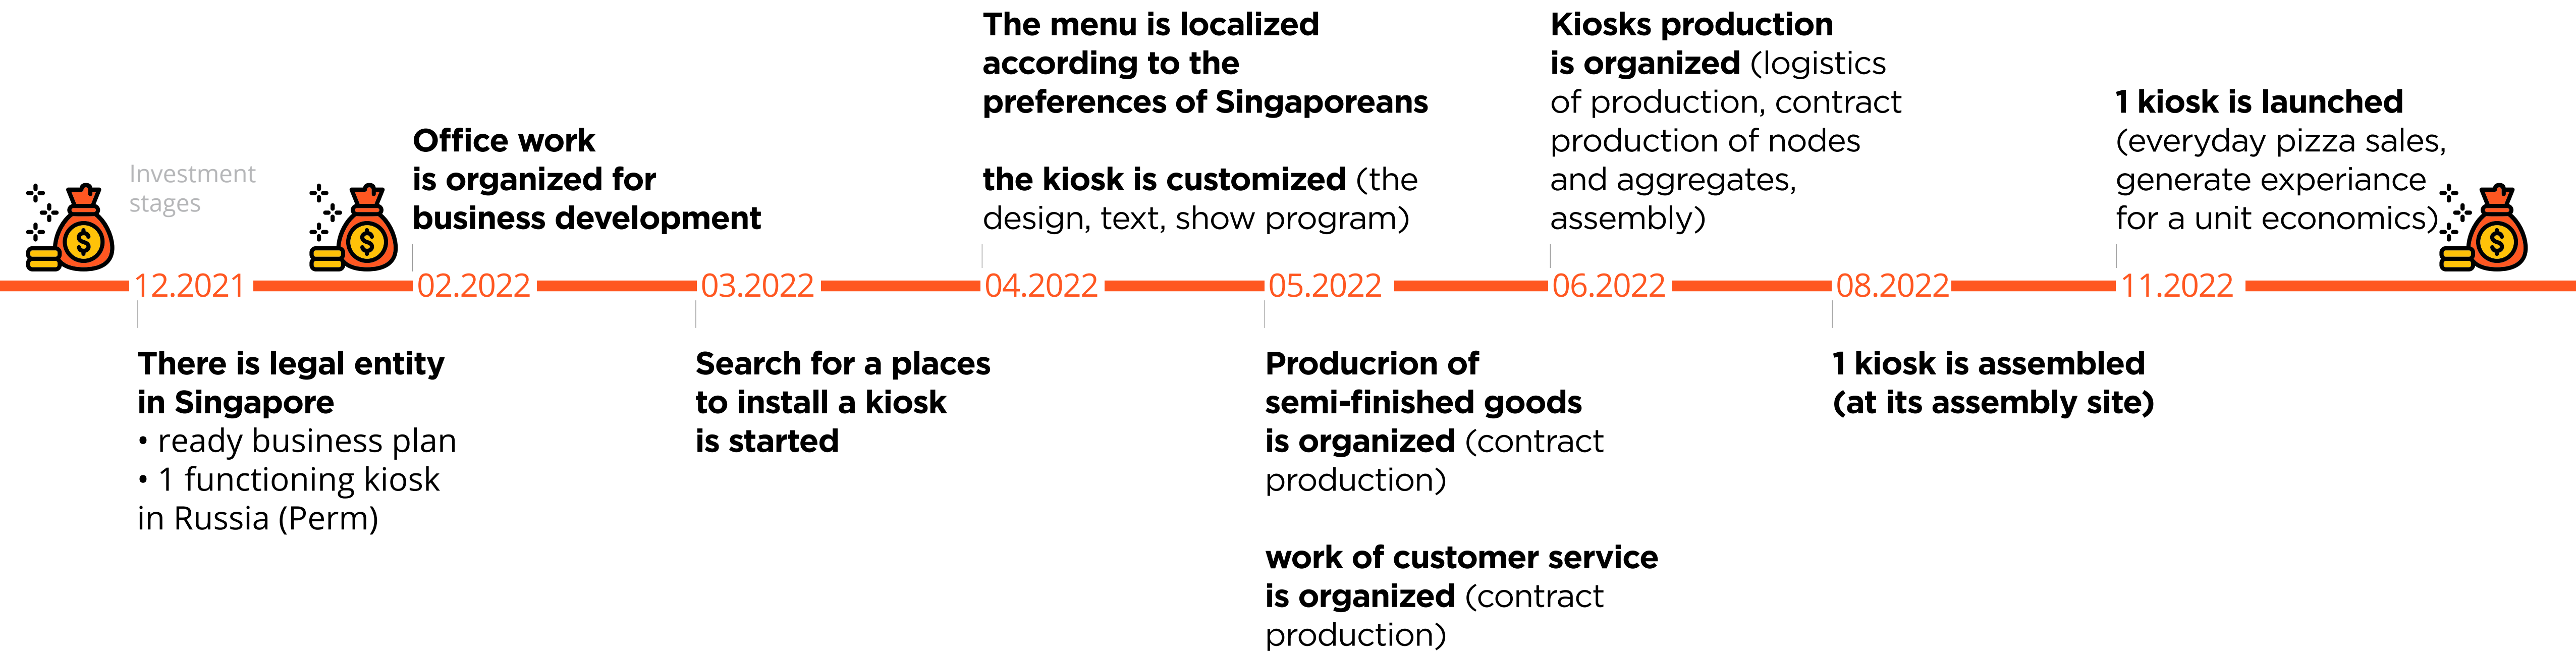 Investment
stages
12.2021
There is legal entity
in Singapore
• ready business plan
• 1 functioning kiosk
in Russia (Perm)
Office work
is organized for
business development
02.2022
03.2022
Search for a places
to install a kiosk
is started
The menu is localized
according to the
preferences of Singaporeans
the kiosk is customized (the
design, text, show program)
04.2022
05.2022
Producrion of
semi-finished goods
is organized (contract
production)
work of customer service
is organized (contract
production)
Kiosks production
is organized (logistics
of production, contract
production of nodes
and aggregates,
assembly)
06.2022
08.2022
1 kiosk is assembled
(at its assembly site)
1 kiosk is launched
(everyday pizza sales,
generate experiance
for a unit economics)
11.2022